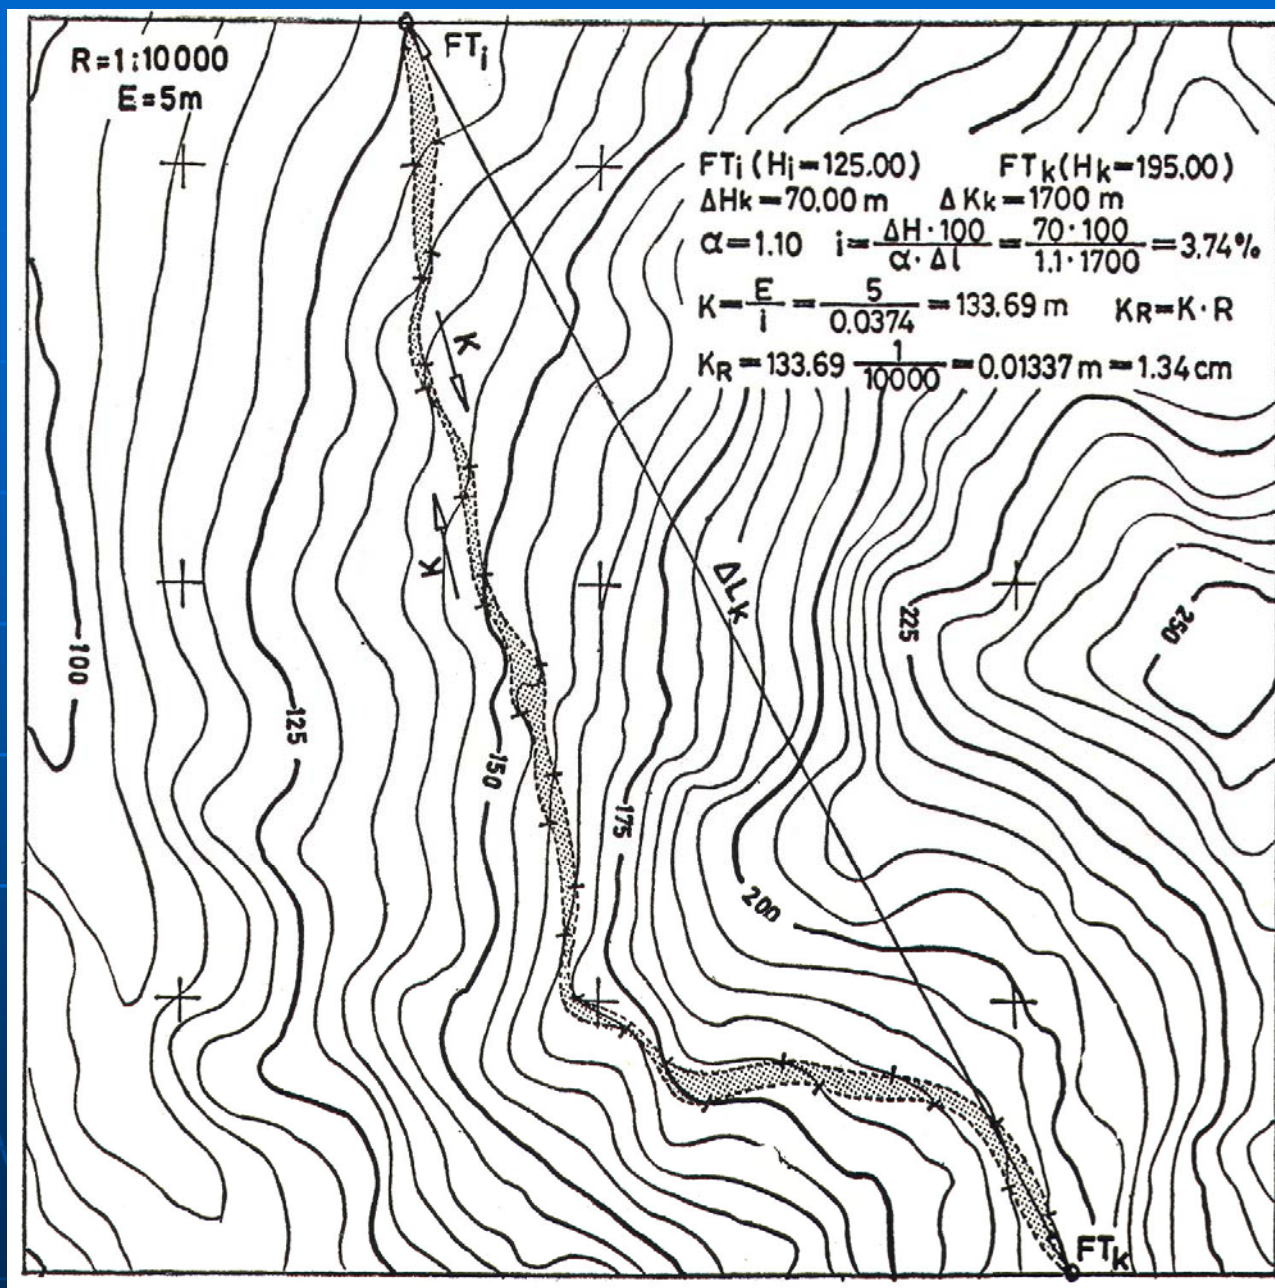 R=1:10000
E=5m
FTi
FTi (Hi=125.00) FTk(Hk=195.00)
ΔHk=70.00 m ΔKk=1700 m
α=1.10 i=ΔH·100/α·Δl=70·100/1.1·1700=3.74%
K=E/i=5/0.0374=133.69 m KR=K·R
KR=133.69 1/10000=0.01337 m=1.34 cm
K
K
ΔLk
225
250
100
125
150
175
200
FTk